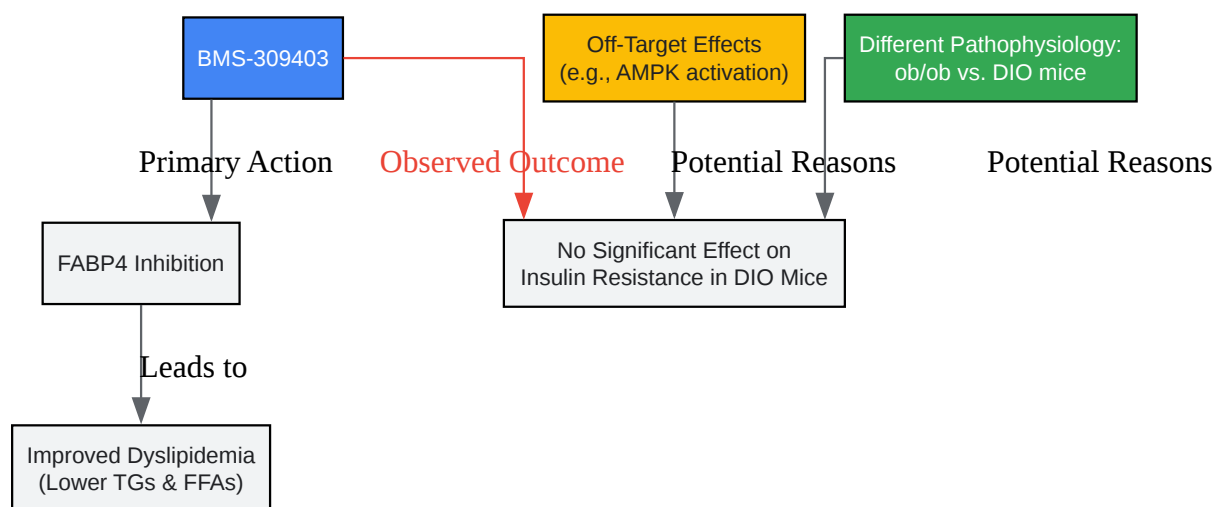 BMS-309403
Off-Target Effects
(e.g., AMPK activation)
Different Pathophysiology:
ob/ob vs. DIO mice
Primary Action
Observed Outcome
Potential Reasons
Potential Reasons
FABP4 Inhibition
No Significant Effect on
Insulin Resistance in DIO Mice
Leads to
Improved Dyslipidemia
(Lower TGs & FFAs)